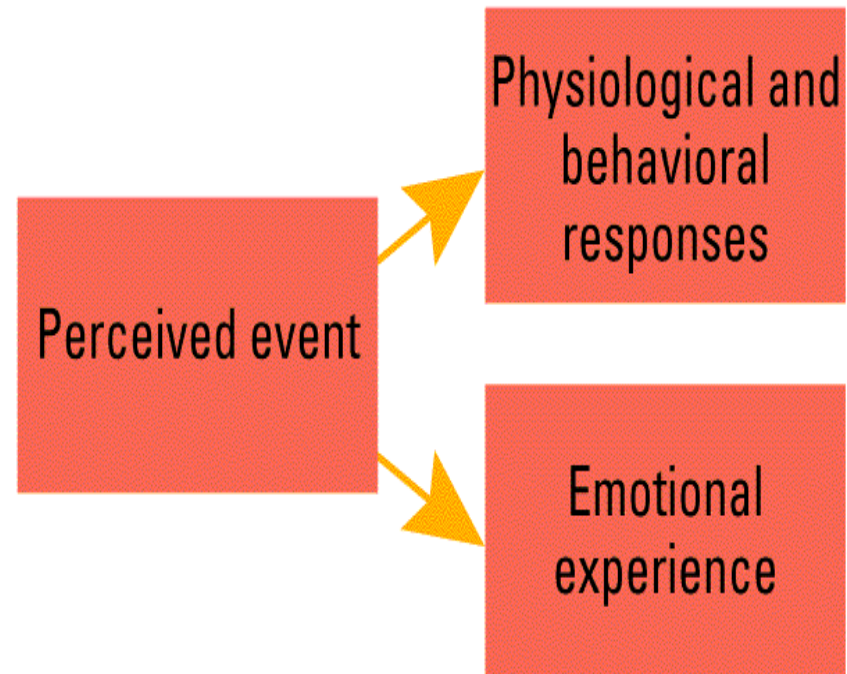 Perceived event
Physiological and
behavioral
responses
Emotional
experience